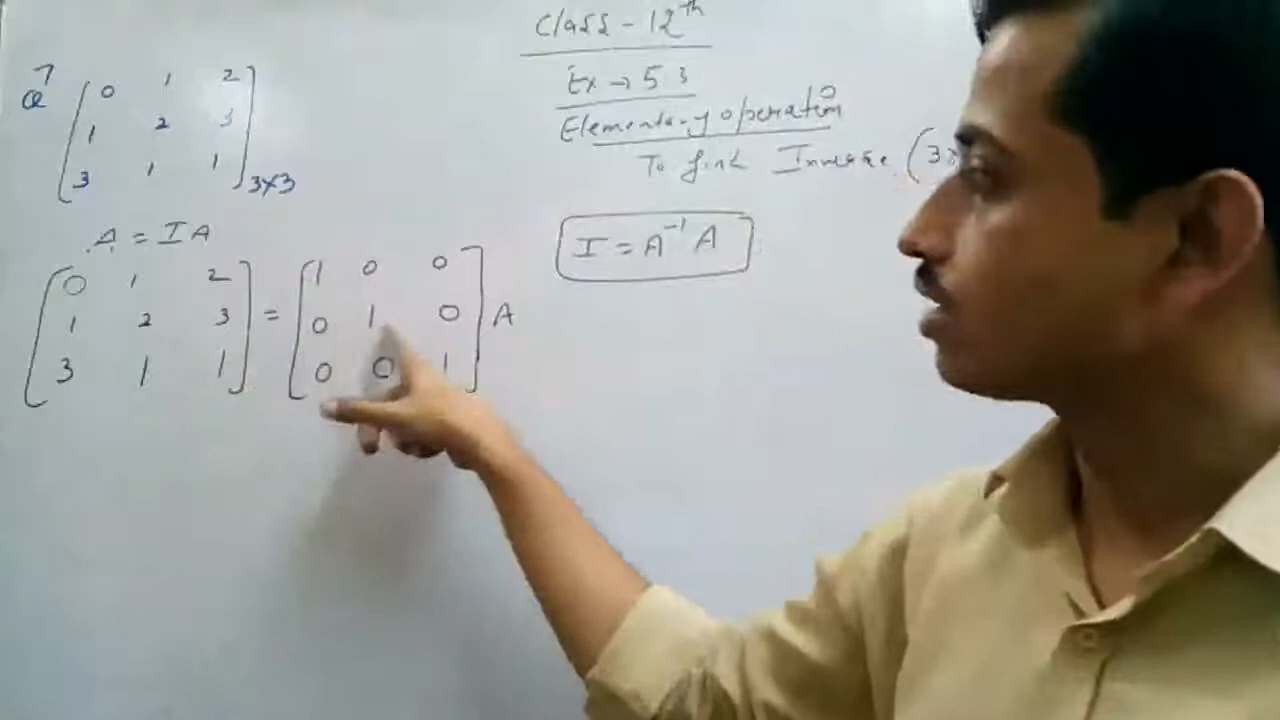 Class - 12th
Ex → 5 3
Elementary operation
To find Inverse (3×
Q7 [0 1 2
1 2 3
3 1 1] 3×3
A = IA
[0 1 2
1 2 3
3 1 1] = [1 0 0
0 1 0
0 0 1] A
I = A⁻¹ A